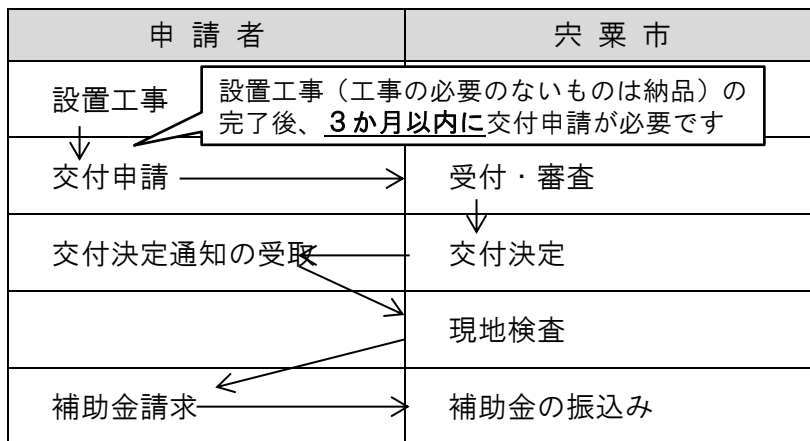 申請者
宍粟市
設置工事
設置工事（工事の必要のないものは納品）の
完了後、３か月以内に交付申請が必要です
交付申請
受付・審査
交付決定通知の受取
交付決定
現地検査
補助金請求
補助金の振込み